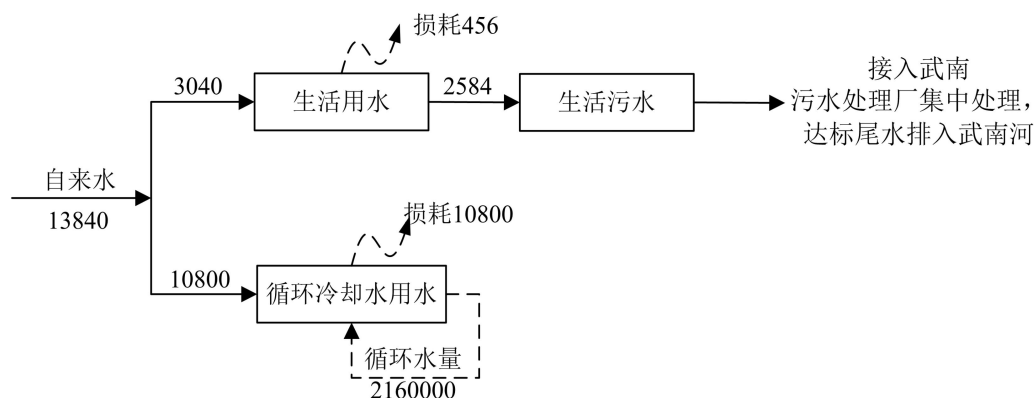 损耗456
3040
生活用水
2584
生活污水
接入武南
污水处理厂集中处理，
达标尾水排入武南河
自来水
13840
损耗10800
10800
循环冷却水用水
循环水量
2160000